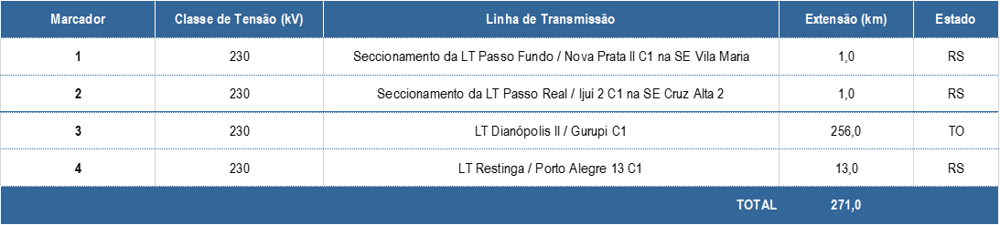 Marcador Classe de Tensão (kV) Linha de Transmissão Extensão (km) Estado
1 230 Seccionamento da LT Passo Fundo / Nova Prata II C1 na SE Vila Maria 1,0 RS
2 230 Seccionamento da LT Passo Real / Ijuí 2 C1 na SE Cruz Alta 2 1,0 RS
3 230 LT Dianópolis II / Gurupi C1 256,0 TO
4 230 LT Restinga / Porto Alegre 13 C1 13,0 RS
TOTAL 271,0